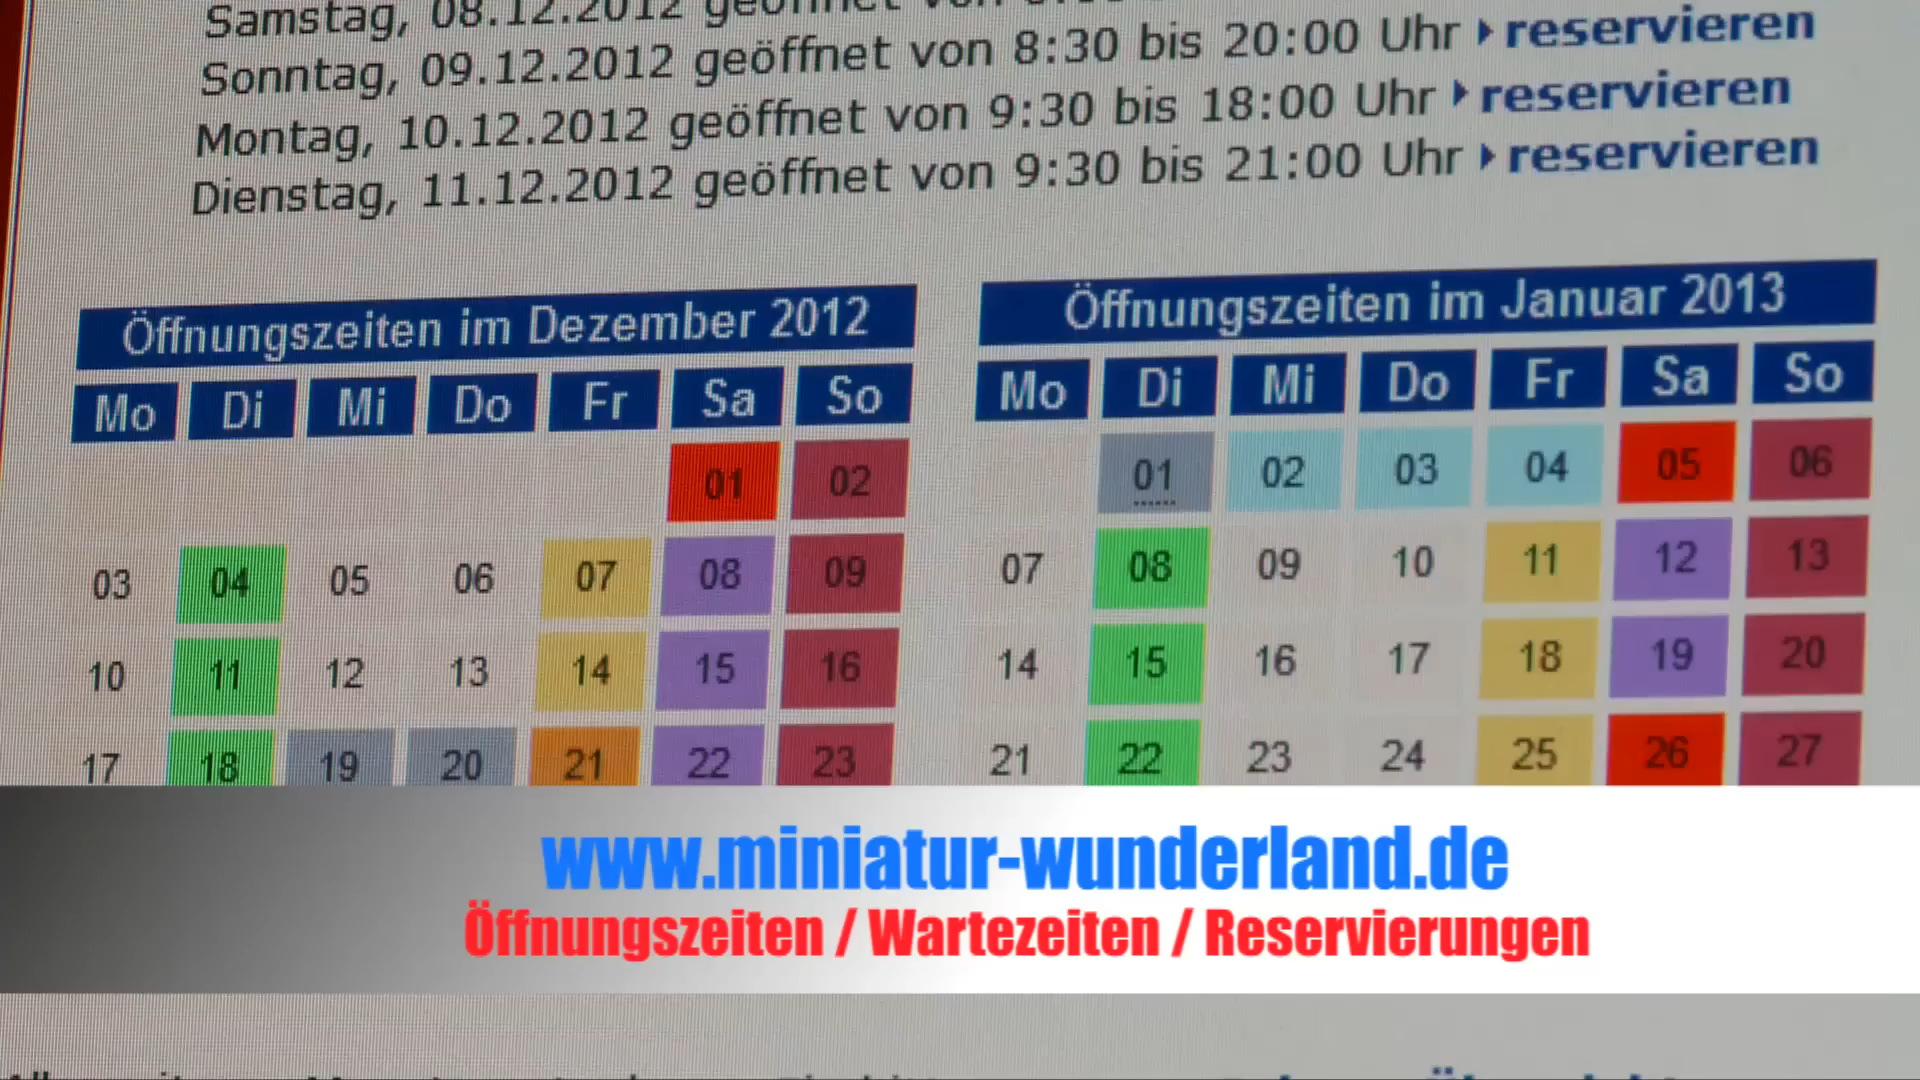 Samstag, 08.12.2012 geöffnet von
Sonntag, 09.12.2012 geöffnet von 8:30 bis 20:00 Uhr reservieren
Montag, 10.12.2012 geöffnet von 9:30 bis 18:00 Uhr reservieren
Dienstag, 11.12.2012 geöffnet von 9:30 bis 21:00 Uhr reservieren
Öffnungszeiten im Dezember 2012
Mo Di Mi Do Fr Sa So
01 02
03 04 05 06 07 08 09
10 11 12 13 14 15 16
17 18 19 20 21 22 23
Öffnungszeiten im Januar 2013
Mo Di Mi Do Fr Sa So
01 02 03 04 05 06
07 08 09 10 11 12 13
14 15 16 17 18 19 20
21 22 23 24 25 26 27
www.miniatur-wunderland.de
Öffnungszeiten / Wartezeiten / Reservierungen